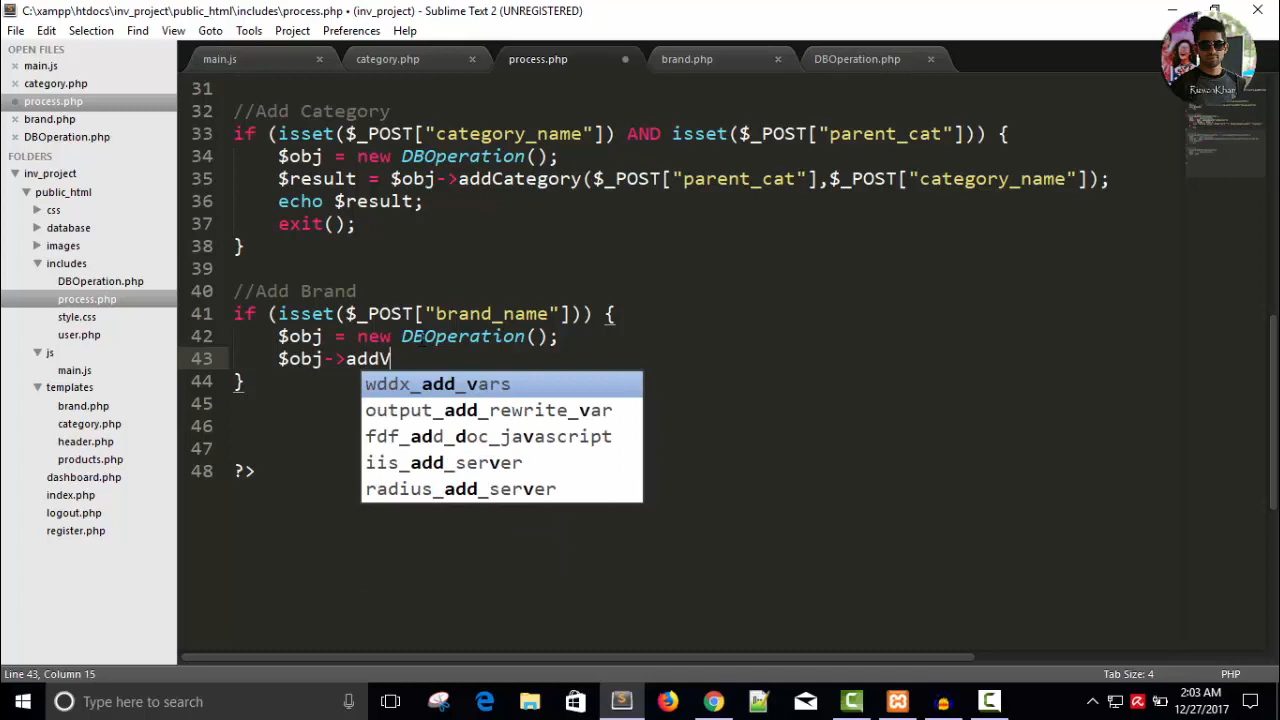 C:\xampp\htdocs\inv_project\public_html\includes\process.php • (inv_project) - Sublime Text 2 (UNREGISTERED)
File Edit Selection Find View Goto Tools Project Preferences Help
OPEN FILES
main.js
category.php
process.php
brand.php
DBOperation.php
FOLDERS
inv_project
public_html
css
database
images
includes
DBOperation.php
process.php
style.css
user.php
js
main.js
templates
brand.php
category.php
header.php
products.php
dashboard.php
index.php
logout.php
register.php
main.js category.php process.php brand.php DBOperation.php
RizwanKhan
31
32 //Add Category
33 if (isset($_POST["category_name"]) AND isset($_POST["parent_cat"])) {
34 $obj = new DBOperation();
35 $result = $obj->addCategory($_POST["parent_cat"],$_POST["category_name"]);
36 echo $result;
37 exit();
38 }
39
40 //Add Brand
41 if (isset($_POST["brand_name"])) {
42 $obj = new DBOperation();
43 $obj->addV
44 }
45
46
47
48 ?>
wddx_add_vars
output_add_rewrite_var
fdf_add_doc_javascript
iis_add_server
radius_add_server
Line 43, Column 15
Tab Size: 4 PHP
Type here to search
2:03 AM
12/27/2017